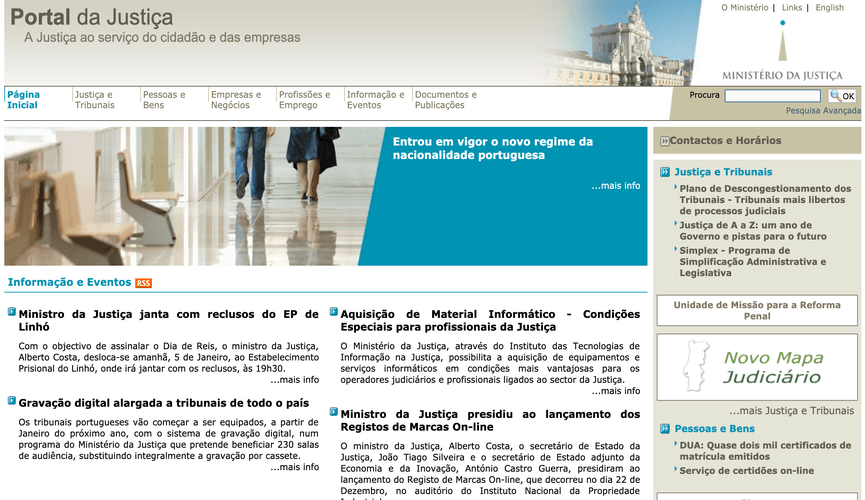 Portal da Justiça
A Justiça ao serviço do cidadão e das empresas
O Ministério | Links | English
MINISTÉRIO DA JUSTIÇA
Página
Inicial
Justiça e
Tribunais
Pessoas e
Bens
Empresas e
Negócios
Profissões e
Emprego
Informação e
Eventos
Documentos e
Publicações
Procura
OK
Pesquisa Avançada
Entrou em vigor o novo regime da
nacionalidade portuguesa
...mais info
Informação e Eventos RSS
Ministro da Justiça janta com reclusos do EP de
Linhó
Com o objectivo de assinalar o Dia de Reis, o ministro da Justiça,
Alberto Costa, desloca-se amanhã, 5 de Janeiro, ao Estabelecimento
Prisional do Linhó, onde irá jantar com os reclusos, às 19h30.
...mais info
Gravação digital alargada a tribunais de todo o país
Os tribunais portugueses vão começar a ser equipados, a partir de
Janeiro do próximo ano, com o sistema de gravação digital, num
programa do Ministério da Justiça que pretende beneficiar 230 salas
de audiência, substituindo integralmente a gravação por cassete.
...mais info
Aquisição de Material Informático - Condições
Especiais para profissionais da Justiça
O Ministério da Justiça, através do Instituto das Tecnologias de
Informação na Justiça, possibilita a aquisição de equipamentos e
serviços informáticos em condições mais vantajosas para os
operadores judiciários e profissionais ligados ao sector da Justiça.
...mais info
Ministro da Justiça presidiu ao lançamento dos
Registos de Marcas On-line
O ministro da Justiça, Alberto Costa, o secretário de Estado da
Justiça, João Tiago Silveira e o secretário de Estado adjunto da
Economia e da Inovação, António Castro Guerra, presidiram ao
lançamento do Registo de Marcas On-line, que decorreu no dia 22 de
Dezembro, no auditório do Instituto Nacional da Propriedade
Contactos e Horários
Justiça e Tribunais
Plano de Descongestionamento dos
Tribunais - Tribunais mais libertos
de processos judiciais
Justiça de A a Z: um ano de
Governo e pistas para o futuro
Simplex - Programa de
Simplificação Administrativa e
Legislativa
Unidade de Missão para a Reforma
Penal
Novo Mapa
Judiciário
...mais Justiça e Tribunais
Pessoas e Bens
DUA: Quase dois mil certificados de
matrícula emitidos
Serviço de certidões on-line